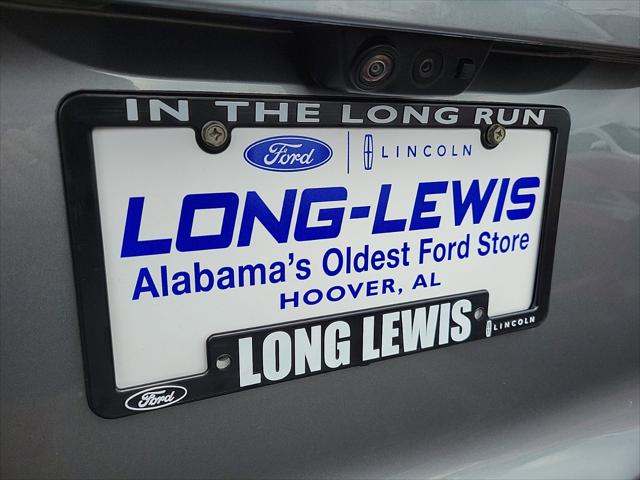 IN THE LONG RUN
Ford | LINCOLN
LONG-LEWIS
Alabama's Oldest Ford Store
HOOVER, AL
LONG LEWIS
LINCOLN
Ford